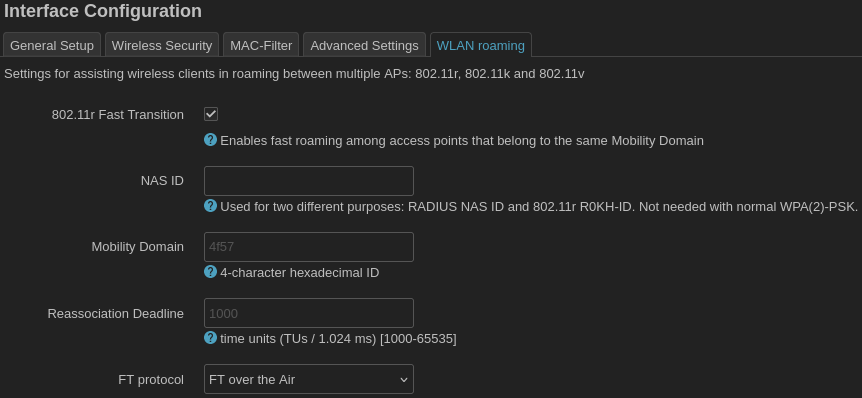 Interface Configuration
General Setup Wireless Security MAC-Filter Advanced Settings WLAN roaming
Settings for assisting wireless clients in roaming between multiple APs: 802.11r, 802.11k and 802.11v
802.11r Fast Transition
Enables fast roaming among access points that belong to the same Mobility Domain
NAS ID
Used for two different purposes: RADIUS NAS ID and 802.11r R0KH-ID. Not needed with normal WPA(2)-PSK.
Mobility Domain 4f57
4-character hexadecimal ID
Reassociation Deadline 1000
time units (TUs / 1.024 ms) [1000-65535]
FT protocol FT over the Air